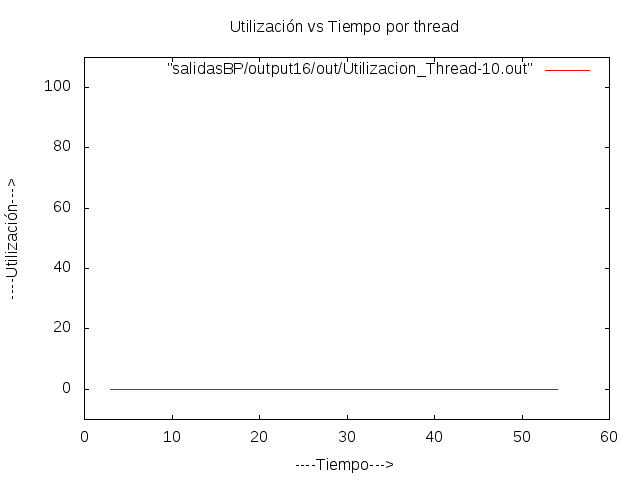 Utilización vs Tiempo por thread
"salidasBP/output16/out/Utilizacion_Thread-10.out"
100
80
60
40
20
0
----Utilización--->
0 10 20 30 40 50 60
----Tiempo--->